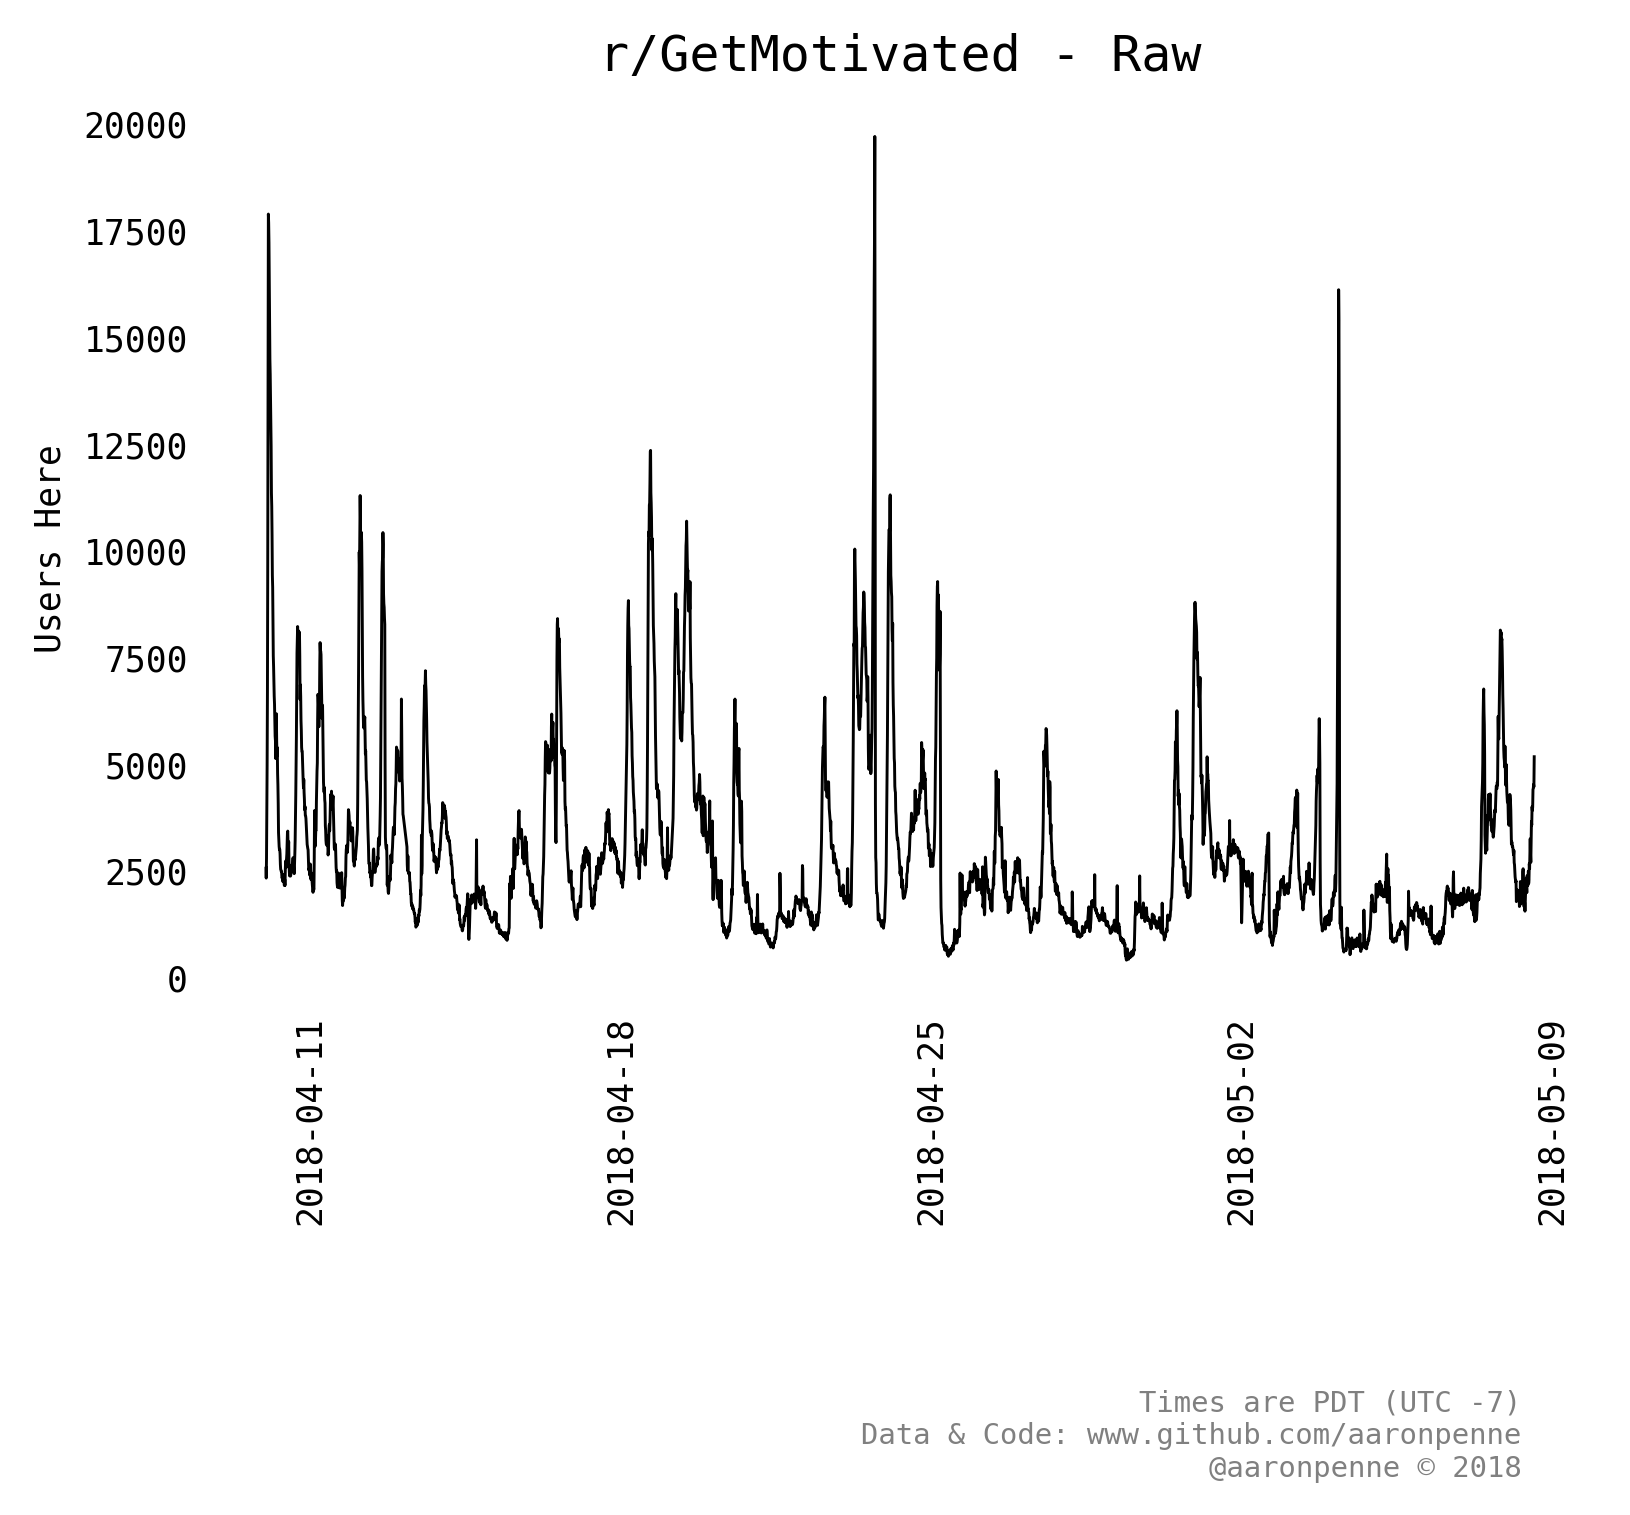 r/GetMotivated - Raw
20000
17500
15000
12500
10000
7500
5000
2500
0
Users Here
2018-04-11
2018-04-18
2018-04-25
2018-05-02
2018-05-09
Times are PDT (UTC -7)
Data & Code: www.github.com/aaronpenne
@aaronpenne © 2018